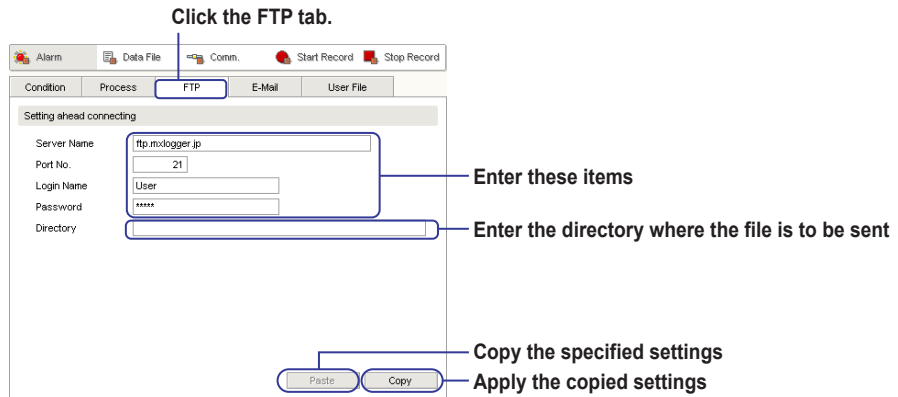 Click the FTP tab.
Alarm Data File Comm. Start Record Stop Record
Condition Process FTP E-Mail User File
Setting ahead connecting
Server Name ftp.mxlogger.jp
Port No. 21
Login Name User
Password *****
Enter these items
Directory
Enter the directory where the file is to be sent
Copy the specified settings
Paste Copy
Apply the copied settings